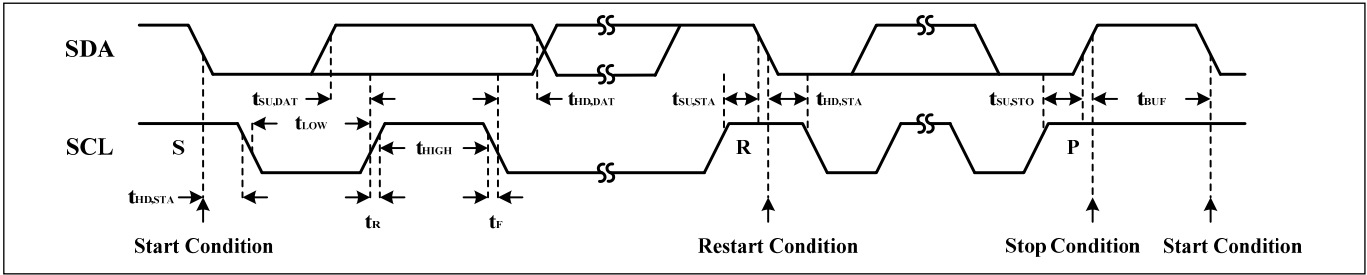 SDA
tSU,DAT
tHD,DAT
tSU,STA
tHD,STA
tSU,STO
tBUF
tLOW
SCL
S
tHIGH
R
P
tHD,STA
tR
tF
Start Condition
Restart Condition
Stop Condition
Start Condition